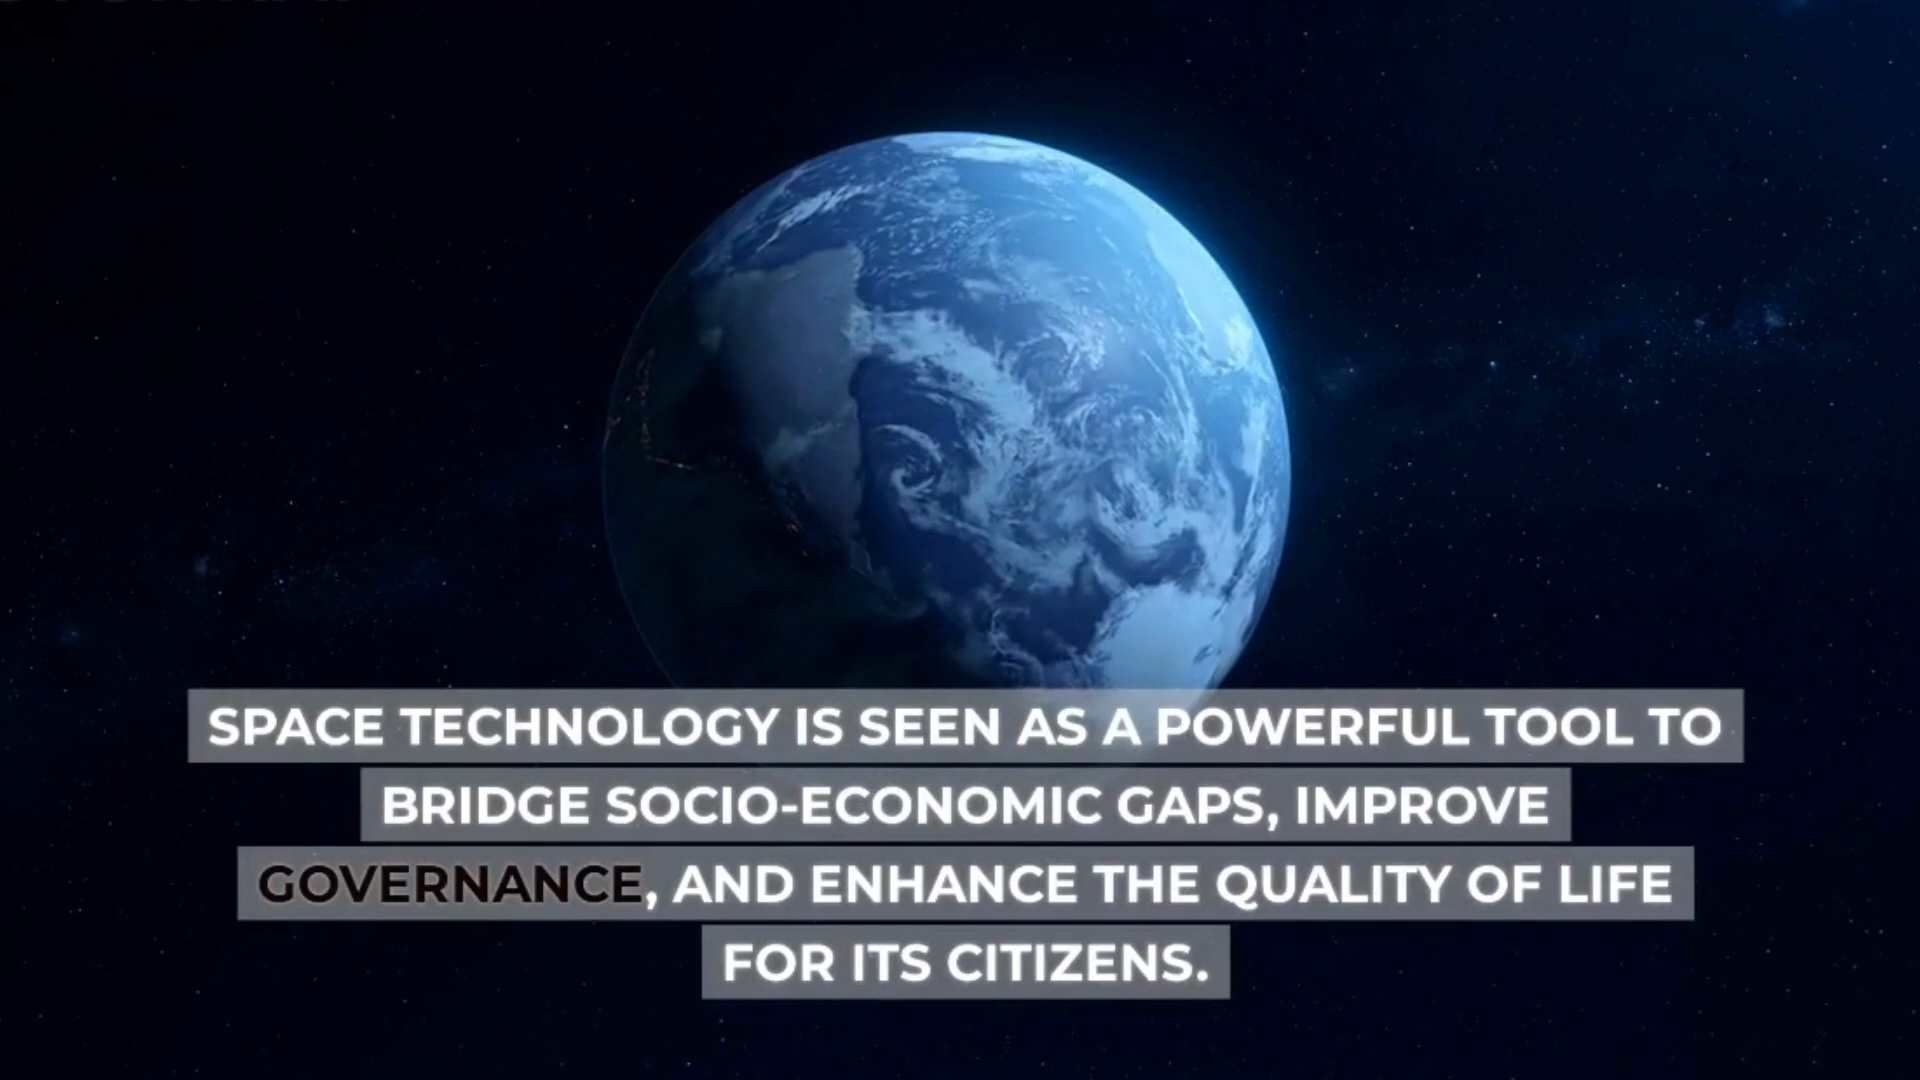 SPACE TECHNOLOGY IS SEEN AS A POWERFUL TOOL TO
BRIDGE SOCIO-ECONOMIC GAPS, IMPROVE
GOVERNANCE, AND ENHANCE THE QUALITY OF LIFE
FOR ITS CITIZENS.